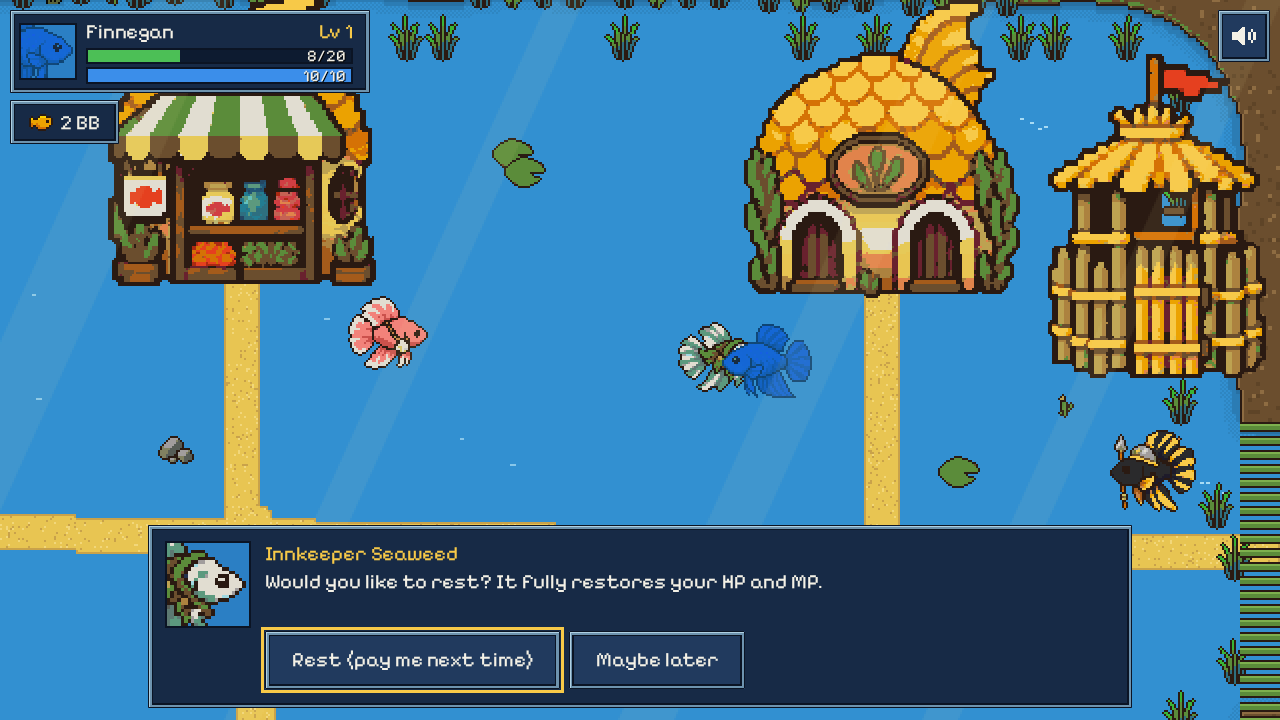 Finnegan Lv 1
8/20
10/10
2 BB
Innkeeper Seaweed
Would you like to rest? It fully restores your HP and MP.
Rest (pay me next time)
Maybe later